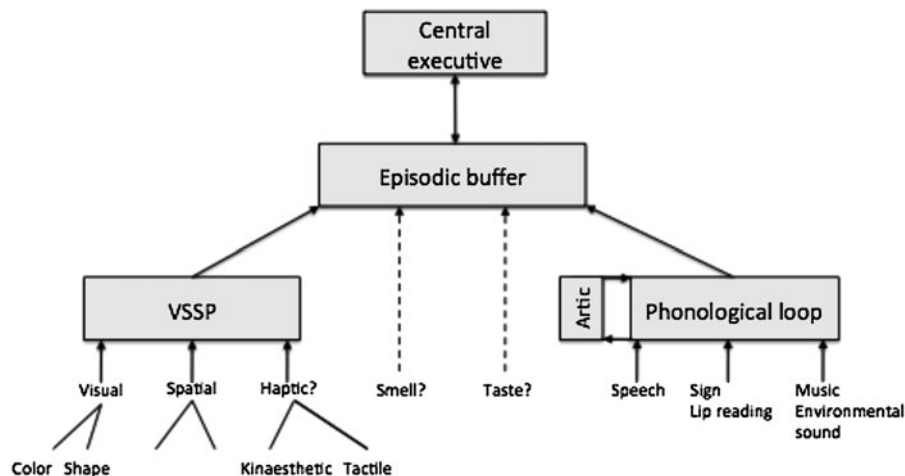 Central
executive
Episodic buffer
VSSP
Artic
Phonological loop
Visual
Spatial
Haptic?
Smell?
Taste?
Speech
Sign
Lip reading
Music
Environmental
sound
Color
Shape
Kinaesthetic
Tactile